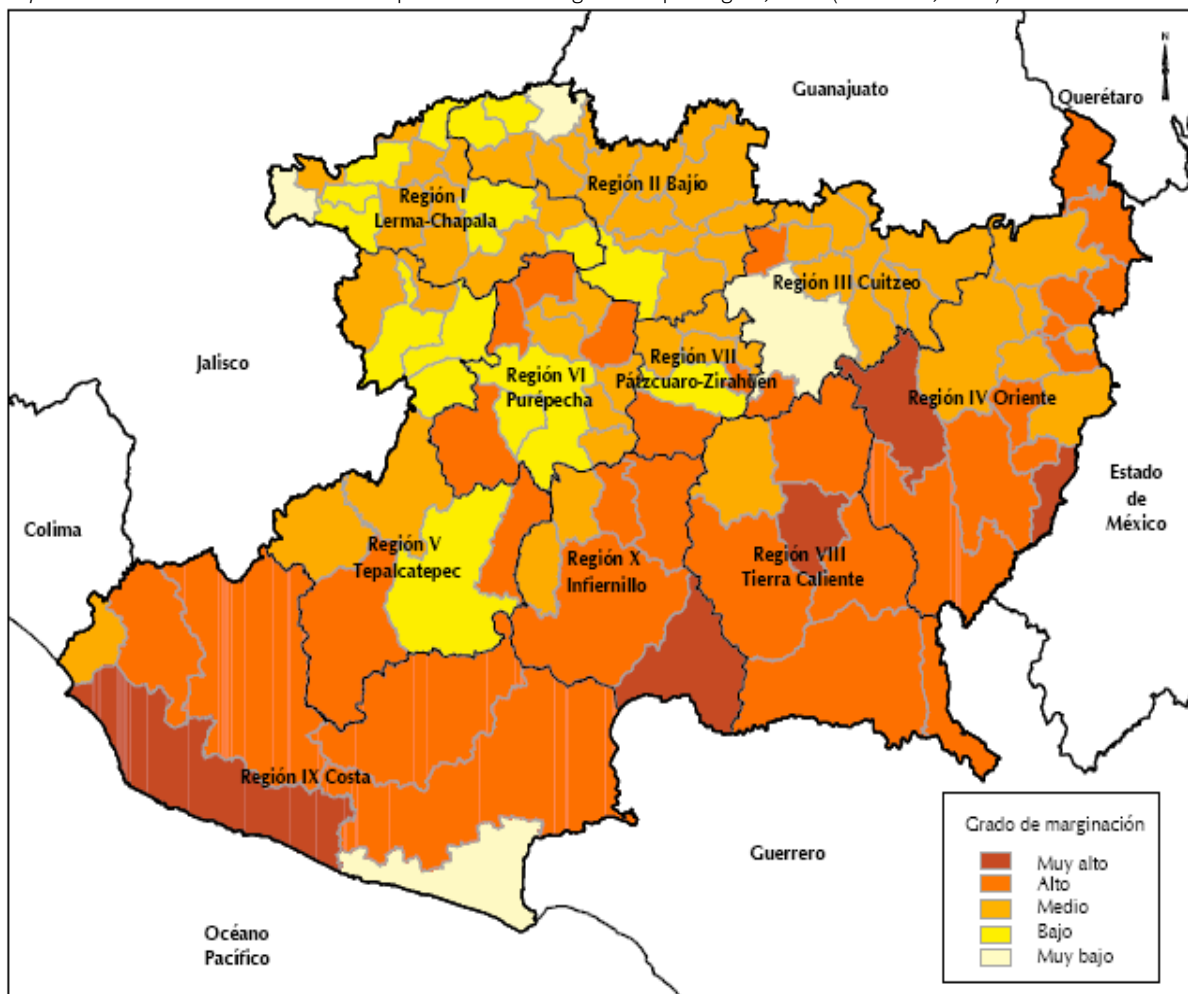 N
Guanajuato
Querétaro
Región II Bajío
Región I
Lerma-Chapala
Región III Cuitzeo
Jalisco
Región VII
Pátzcuaro-Zirahuen
Región VI
Purépecha
Región IV Oriente
Estado
de
México
Colima
Región V
Tepalcatepec
Región X
Infiernillo
Región VIII
Tierra Caliente
Región IX Costa
Guerrero
Océano
Pacífico
Grado de marginación
Muy alto
Alto
Medio
Bajo
Muy bajo